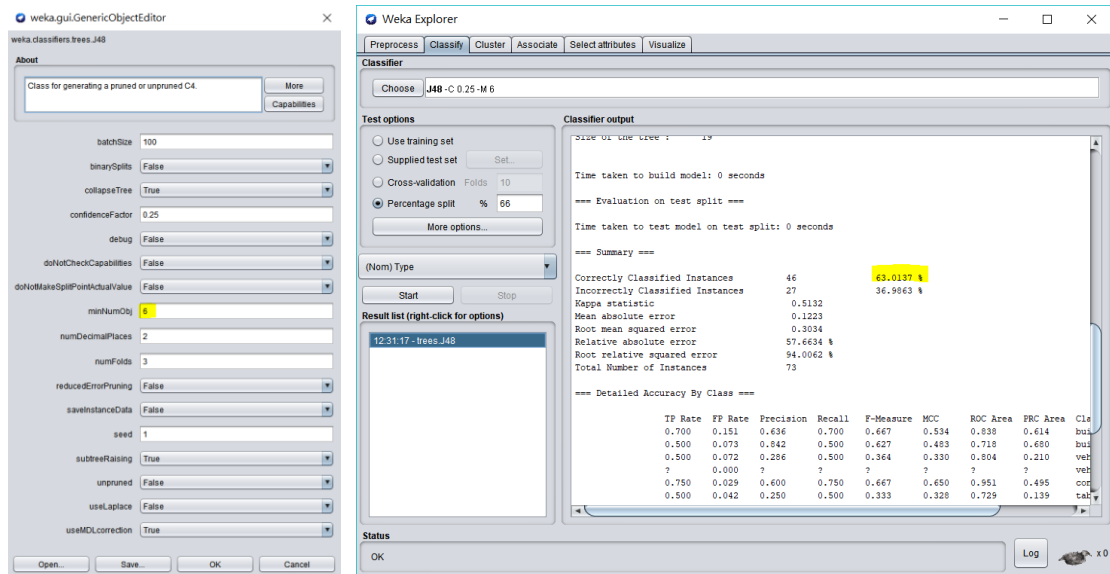 weka.gui.GenericObjectEditor
weka.classifiers.trees.J48
About
Class for generating a pruned or unpruned C4.
More
Capabilities
batchSize 100
binarySplits False
collapseTree True
confidenceFactor 0.25
debug False
doNotCheckCapabilities False
doNotMakeSplitPointActualValue False
minNumObj 6
numDecimalPlaces 2
numFolds 3
reducedErrorPruning False
saveInstanceData False
seed 1
subtreeRaising True
unpruned False
useLaplace False
useMDLcorrection True
Open... Save... OK Cancel
Weka Explorer
Preprocess Classify Cluster Associate Select attributes Visualize
Classifier
Choose J48 -C 0.25 -M 6
Test options
Use training set
Supplied test set Set...
Cross-validation Folds 10
Percentage split % 66
More options...
(Nom) Type
Start Stop
Result list (right-click for options)
12:31:17 - trees.J48
Classifier output
Size of the tree : 19
Time taken to build model: 0 seconds
=== Evaluation on test split ===
Time taken to test model on test split: 0 seconds
=== Summary ===
Correctly Classified Instances 46 63.0137 %
Incorrectly Classified Instances 27 36.9863 %
Kappa statistic 0.5132
Mean absolute error 0.1223
Root mean squared error 0.3034
Relative absolute error 57.6634 %
Root relative squared error 94.0062 %
Total Number of Instances 73
=== Detailed Accuracy By Class ===
TP Rate FP Rate Precision Recall F-Measure MCC ROC Area PRC Area Cla
0.700 0.151 0.636 0.700 0.667 0.534 0.838 0.614 bui
0.500 0.073 0.842 0.500 0.627 0.483 0.718 0.680 bui
0.500 0.072 0.286 0.500 0.364 0.330 0.804 0.210 veh
? 0.000 ? ? ? ? ? ? veh
0.750 0.029 0.600 0.750 0.667 0.650 0.951 0.495 con
0.500 0.042 0.250 0.500 0.333 0.328 0.729 0.139 tab
Status
OK
Log
x 0